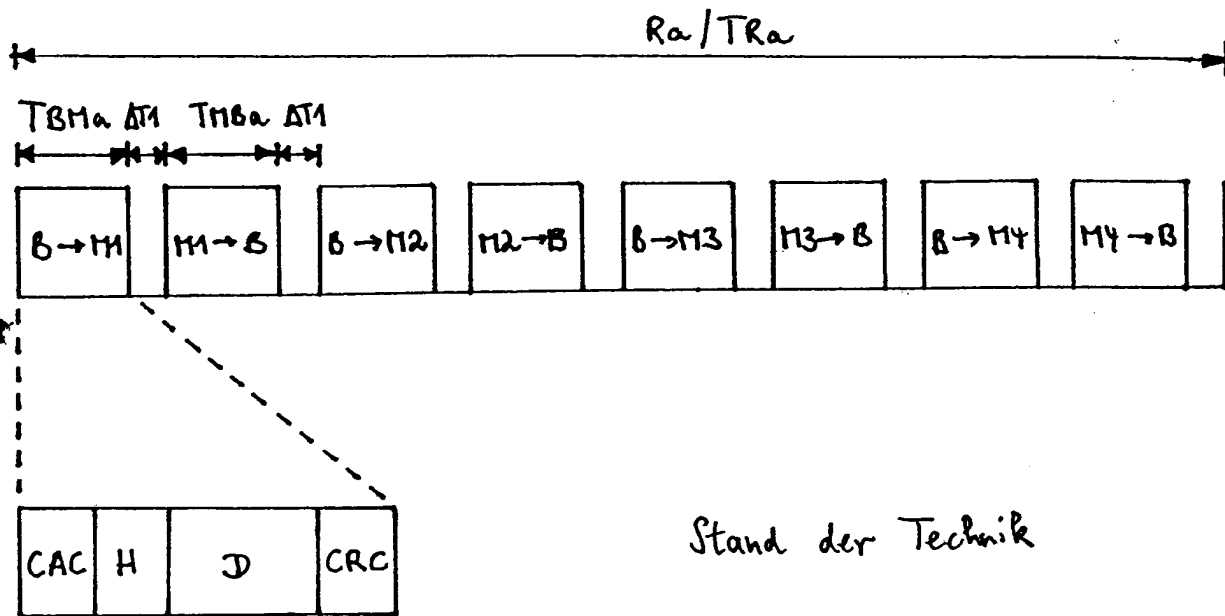 Ra/TRa
TBMa ΔT1 TMBa ΔT1
B→M1 M1→B B→M2 M2→B B→M3 M3→B B→M4 M4→B
CAC H D CRC
Stand der Technik